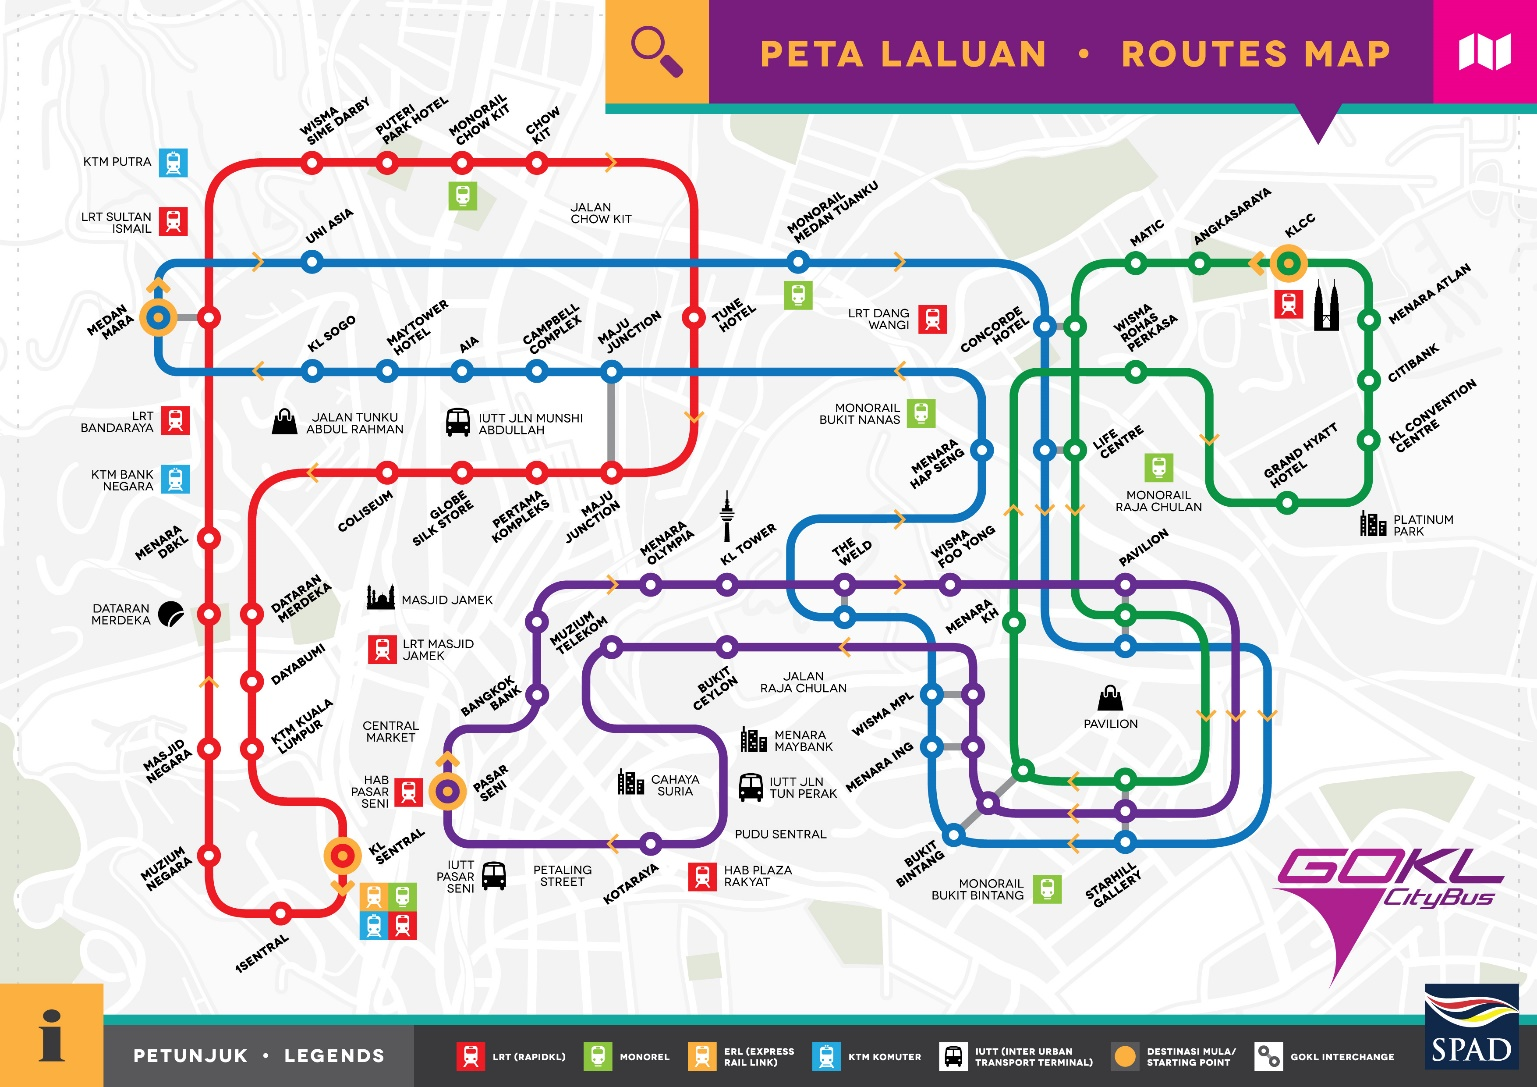 PETA LALUAN • ROUTES MAP
WISMA
SIME DARBY
PUTERI
PARK HOTEL
MONORAIL
CHOW KIT
CHOW
KIT
KTM PUTRA
LRT SULTAN
ISMAIL
JALAN
CHOW KIT
UNI ASIA
MONORAIL
MEDAN TUANKU
MATIC
ANGKASARAYA
KLCC
MEDAN
MARA
KL SOGO
MAYTOWER
HOTEL
AIA
CAMPBELL
COMPLEX
MAJU
JUNCTION
TUNE
HOTEL
LRT DANG
WANGI
CONCORDE
HOTEL
WISMA
ROHAS
PERKASA
MENARA ATLAN
CITIBANK
KL CONVENTION
CENTRE
LRT
BANDARAYA
JALAN TUNKU
ABDUL RAHMAN
IUTT JLN MUNSHI
ABDULLAH
MONORAIL
BUKIT NANAS
MENARA
HAP SENG
LIFE
CENTRE
GRAND HYATT
HOTEL
KTM BANK
NEGARA
MONORAIL
RAJA CHULAN
PLATINUM
PARK
COLISEUM
GLOBE
SILK STORE
PERTAMA
KOMPLEKS
MAJU
JUNCTION
MENARA
DBKL
MENARA
OLYMPIA
KL TOWER
THE
WELD
WISMA
FOO YONG
PAVILION
DATARAN
MERDEKA
DATARAN
MERDEKA
MASJID JAMEK
MUZIUM
TELEKOM
MENARA
KH
LRT MASJID
JAMEK
DAYABUMI
BANGKOK
BANK
BUKIT
CEYLON
JALAN
RAJA CHULAN
WISMA MPL
PAVILION
KTM KUALA
LUMPUR
CENTRAL
MARKET
MASJID
NEGARA
MENARA
MAYBANK
MENARA ING
HAB
PASAR
SENI
PASAR
SENI
CAHAYA
SURIA
IUTT JLN
TUN PERAK
KL
SENTRAL
PUDU SENTRAL
MUZIUM
NEGARA
IUTT
PASAR
SENI
PETALING
STREET
KOTARAYA
HAB PLAZA
RAKYAT
BUKIT
BINTANG
MONORAIL
BUKIT BINTANG
STARHILL
GALLERY
GOKL
CityBus
1SENTRAL
i
PETUNJUK • LEGENDS
LRT (RAPIDKL)
MONOREL
ERL (EXPRESS
RAIL LINK)
KTM KOMUTER
IUTT (INTER URBAN
TRANSPORT TERMINAL)
DESTINASI MULA/
STARTING POINT
GOKL INTERCHANGE
SPAD